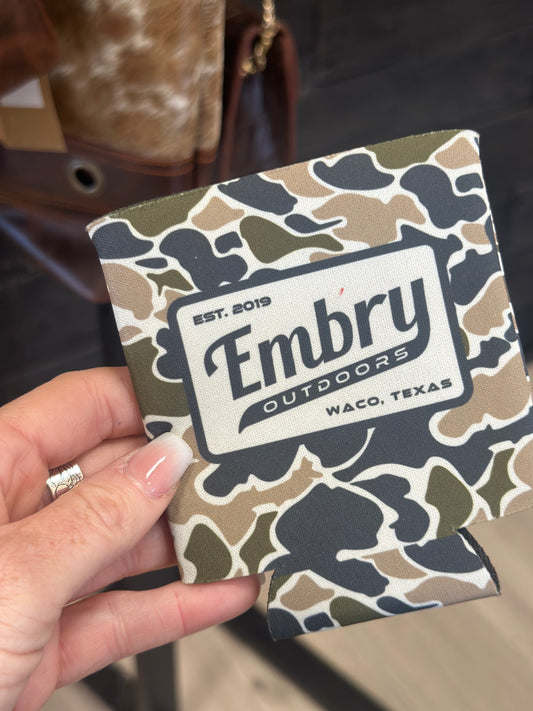 EST. 2019
Embry
OUTDOORS
WACO, TEXAS